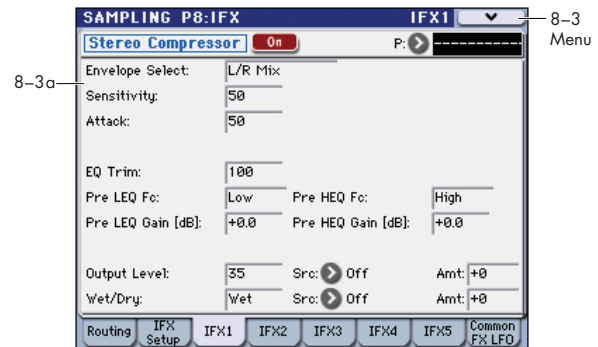 SAMPLING P8:IFX IFX1
8–3
Menu
Stereo Compressor On P: ----------
8–3a
Envelope Select: L/R Mix
Sensitivity: 50
Attack: 50
EQ Trim: 100
Pre LEQ Fc: Low Pre HEQ Fc: High
Pre LEQ Gain [dB]: +0.0 Pre HEQ Gain [dB]: +0.0
Output Level: 35 Src: Off Amt: +0
Wet/Dry: Wet Src: Off Amt: +0
Routing IFX Setup IFX1 IFX2 IFX3 IFX4 IFX5 Common FX LFO